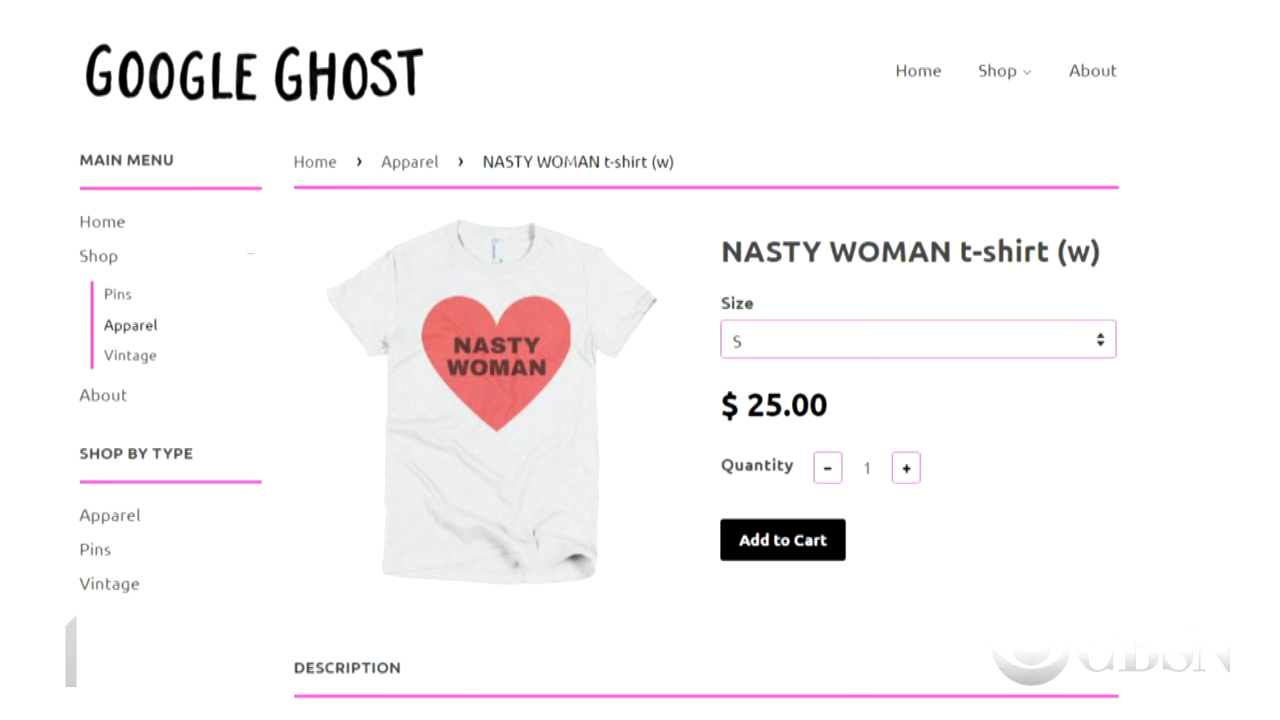 GOOGLE GHOST
Home Shop About
MAIN MENU
Home › Apparel › NASTY WOMAN t-shirt (w)
Home
Shop –
Pins
Apparel
Vintage
About
SHOP BY TYPE
Apparel
Pins
Vintage
NASTY
WOMAN
NASTY WOMAN t-shirt (w)
Size
S
$ 25.00
Quantity - 1 +
Add to Cart
DESCRIPTION
CBSN